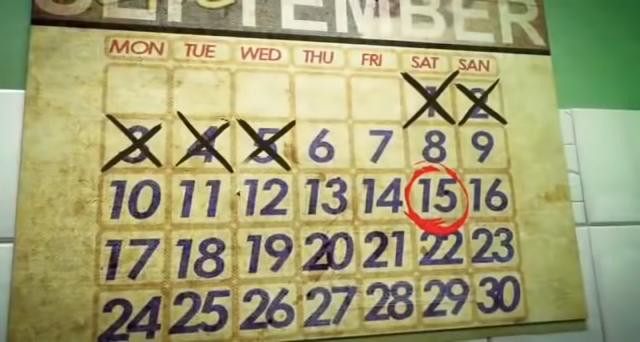 SEPTEMBER
MON TUE WED THU FRI SAT SAN
1 2
3 4 5 6 7 8 9
10 11 12 13 14 15 16
17 18 19 20 21 22 23
24 25 26 27 28 29 30